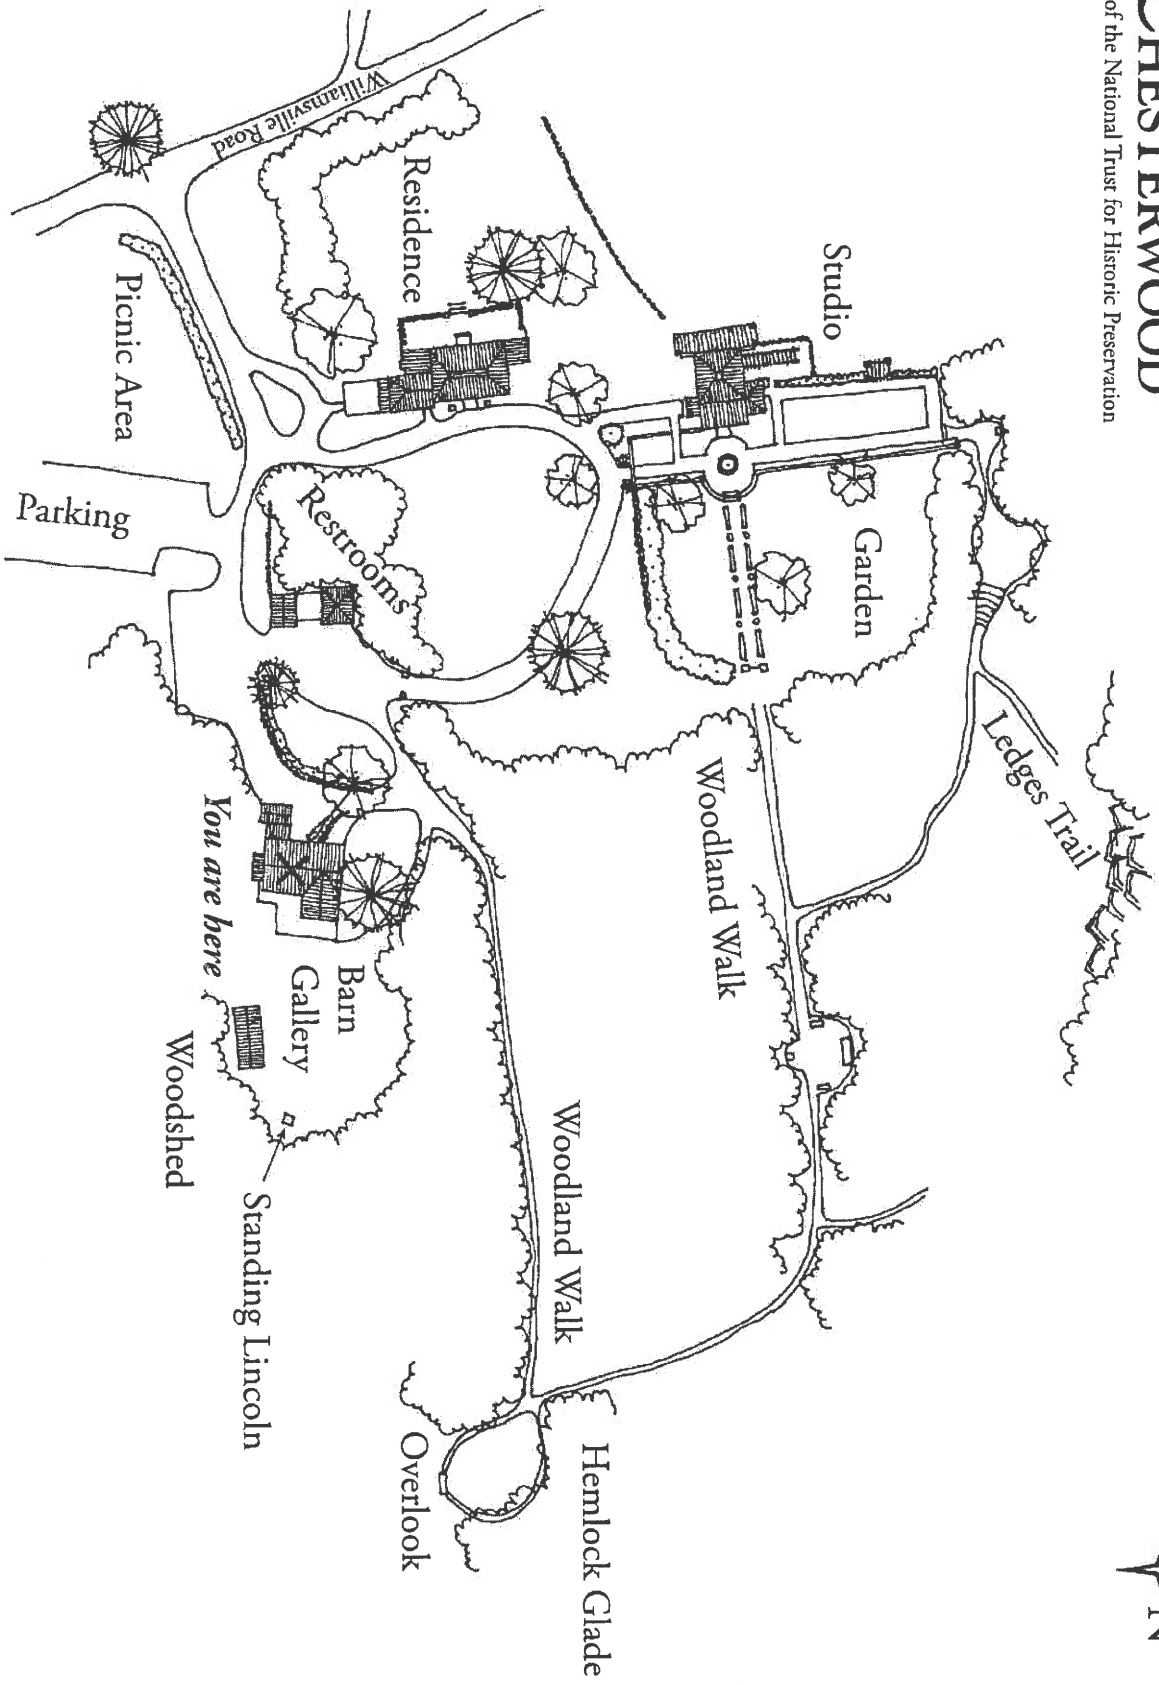 CHESTERWOOD
of the National Trust for Historic Preservation
N
Ledges Trail
Studio
Garden
Woodland Walk
Hemlock Glade
Woodland Walk
Residence
Overlook
Williamsville Road
Restrooms
Barn
Gallery
Standing Lincoln
You are here
Woodshed
Picnic Area
Parking